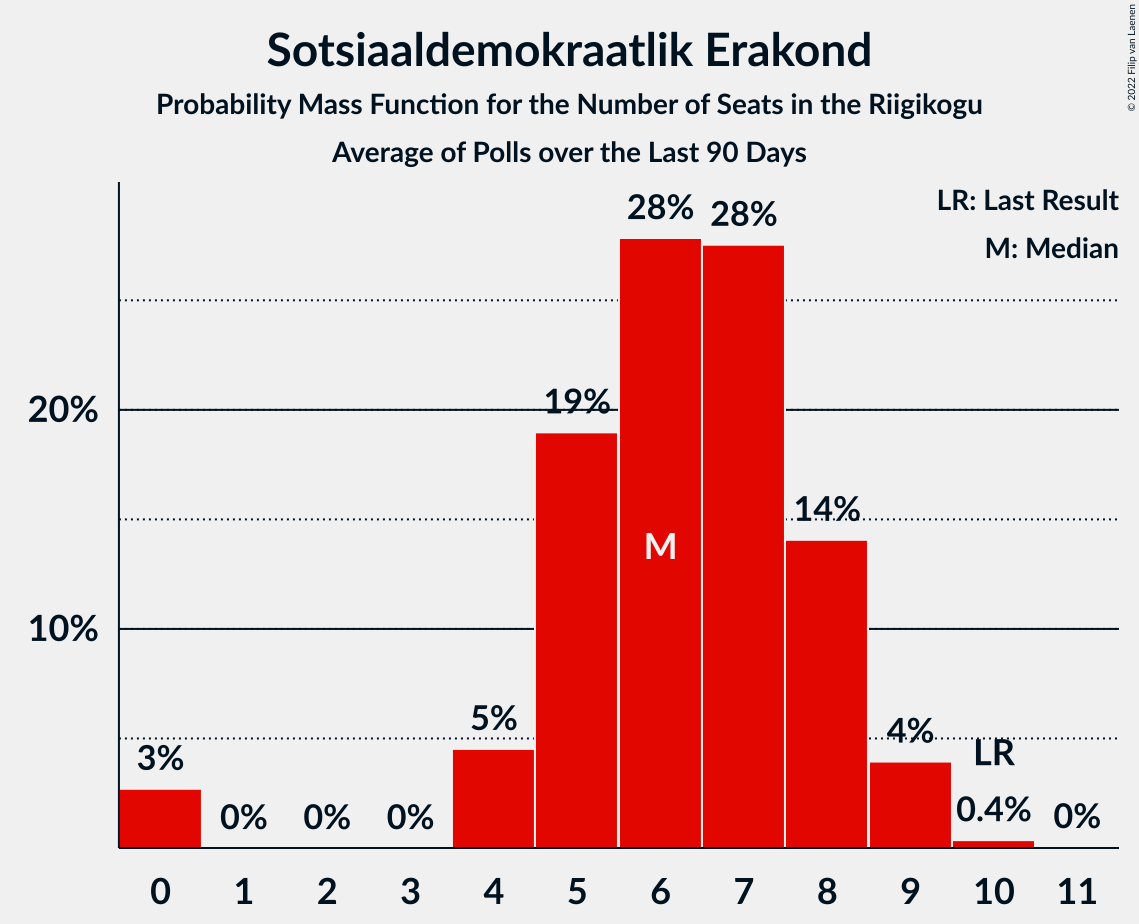 Sotsiaaldemokraatlik Erakond
Probability Mass Function for the Number of Seats in the Riigikogu
Average of Polls over the Last 90 Days
© 2022 Filip van Laenen
LR: Last Result
M: Median
28%
28%
20%
19%
14%
M
10%
5%
4%
LR
3%
0%
0%
0%
0.4%
0%
0 1 2 3 4 5 6 7 8 9 10 11